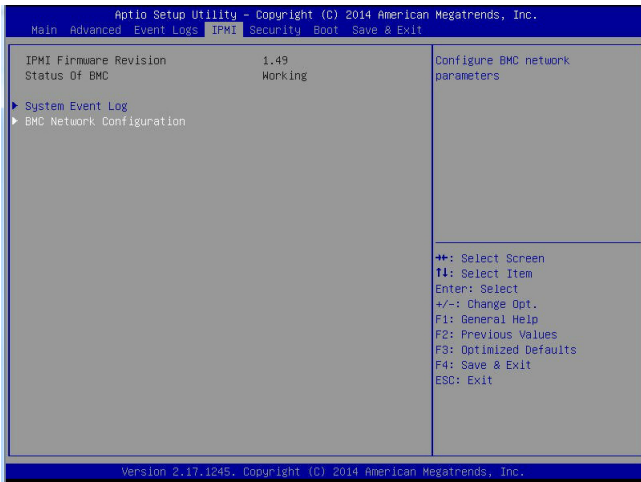 Aptio Setup Utility – Copyright (C) 2014 American Megatrends, Inc.
Main Advanced Event Logs IPMI Security Boot Save & Exit
IPMI Firmware Revision 1.49
Status Of BMC Working
▶ System Event Log
▶ BMC Network Configuration
Configure BMC network
parameters
→←: Select Screen
↑↓: Select Item
Enter: Select
+/-: Change Opt.
F1: General Help
F2: Previous Values
F3: Optimized Defaults
F4: Save & Exit
ESC: Exit
Version 2.17.1245. Copyright (C) 2014 American Megatrends, Inc.